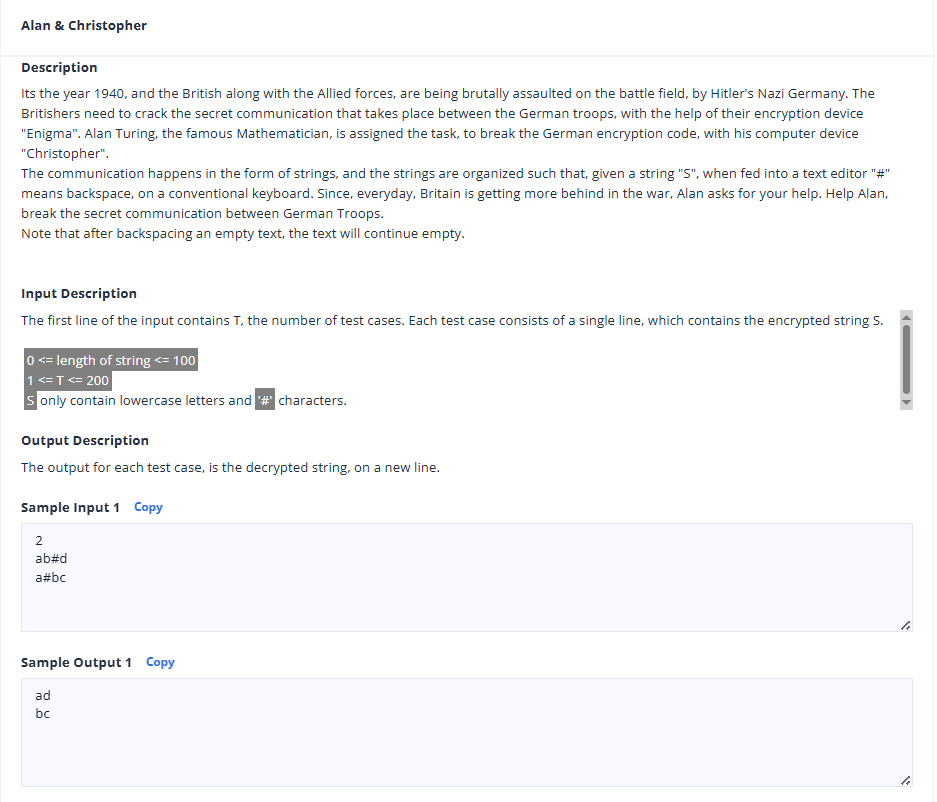 Alan & Christopher
Description
Its the year 1940, and the British along with the Allied forces, are being brutally assaulted on the battle field, by Hitler's Nazi Germany. The
Britishers need to crack the secret communication that takes place between the German troops, with the help of their encryption device
"Enigma". Alan Turing, the famous Mathematician, is assigned the task, to break the German encryption code, with his computer device
"Christopher".
The communication happens in the form of strings, and the strings are organized such that, given a string "S", when fed into a text editor "#"
means backspace, on a conventional keyboard. Since, everyday, Britain is getting more behind in the war, Alan asks for your help. Help Alan,
break the secret communication between German Troops.
Note that after backspacing an empty text, the text will continue empty.
Input Description
The first line of the input contains T, the number of test cases. Each test case consists of a single line, which contains the encrypted string S.
0 <= length of string <= 100
1 <= T <= 200
S only contain lowercase letters and '#' characters.
Output Description
The output for each test case, is the decrypted string, on a new line.
Sample Input 1 Copy
2
ab#d
a#bc
Sample Output 1 Copy
ad
bc